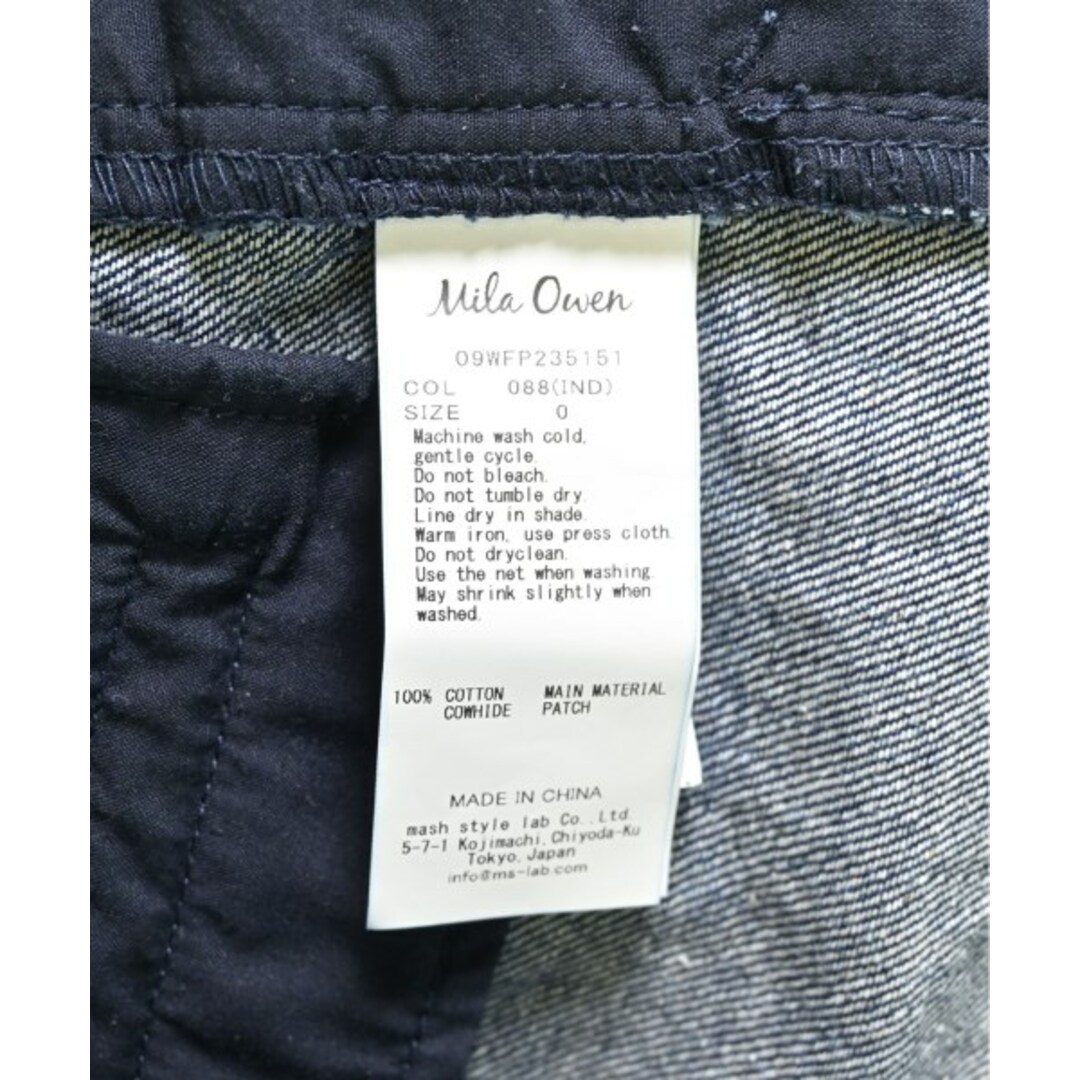 Mila Owen
09WFP235151
COL 088(IND)
SIZE 0
Machine wash cold,
gentle cycle.
Do not bleach.
Do not tumble dry.
Line dry in shade.
Warm iron, use press cloth.
Do not dryclean.
Use the net when washing.
May shrink slightly when
washed.
100% COTTON MAIN MATERIAL
COWHIDE PATCH
MADE IN CHINA
mash style lab Co.,Ltd.
5-7-1 Kojimachi,Chiyoda-Ku
Tokyo,Japan
info@ms-lab.com